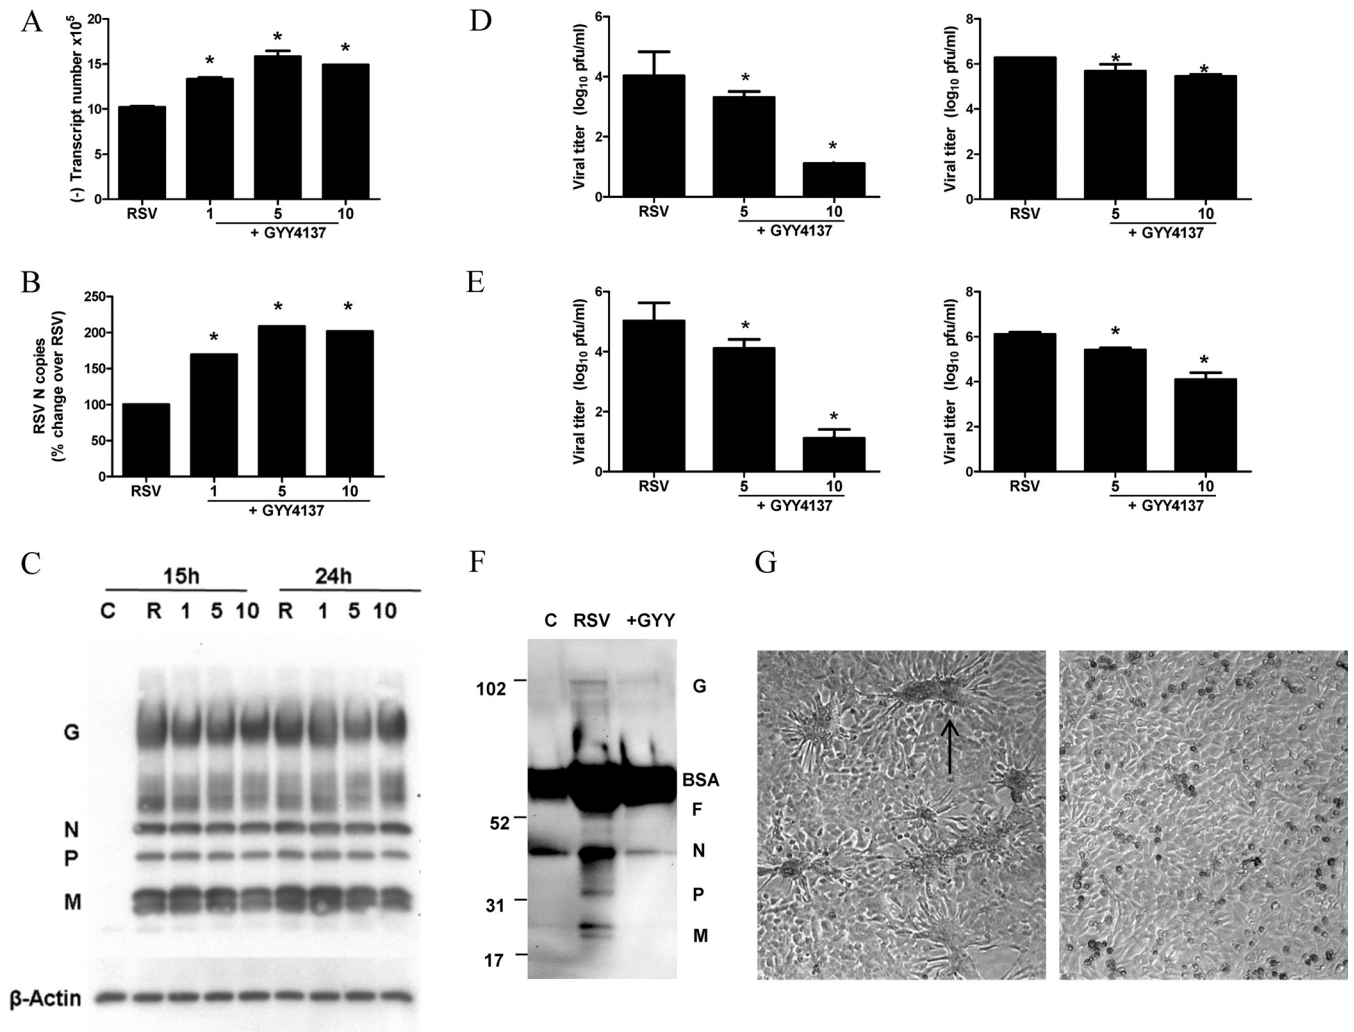 A
(-) Transcript number x10⁵
20
15
10
5
0
RSV 1 5 10
+ GYY4137
B
RSV N copies
(% change over RSV)
250
200
150
100
50
0
RSV 1 5 10
+ GYY4137
C
15h 24h
C R 1 5 10 R 1 5 10
G
N
P
M
β-Actin
D
Viral titer (log₁₀ pfu/ml)
6
4
2
0
* *
RSV 5 10
+ GYY4137
Viral titer (log₁₀ pfu/ml)
8
6
4
2
0
* *
RSV 5 10
+ GYY4137
E
Viral titer (log₁₀ pfu/ml)
6
4
2
0
* *
RSV 5 10
+ GYY4137
Viral titer (log₁₀ pfu/ml)
8
6
4
2
0
* *
RSV 5 10
+ GYY4137
F
C RSV +GYY
102 G
BSA
F
52
N
P
31
M
17
G